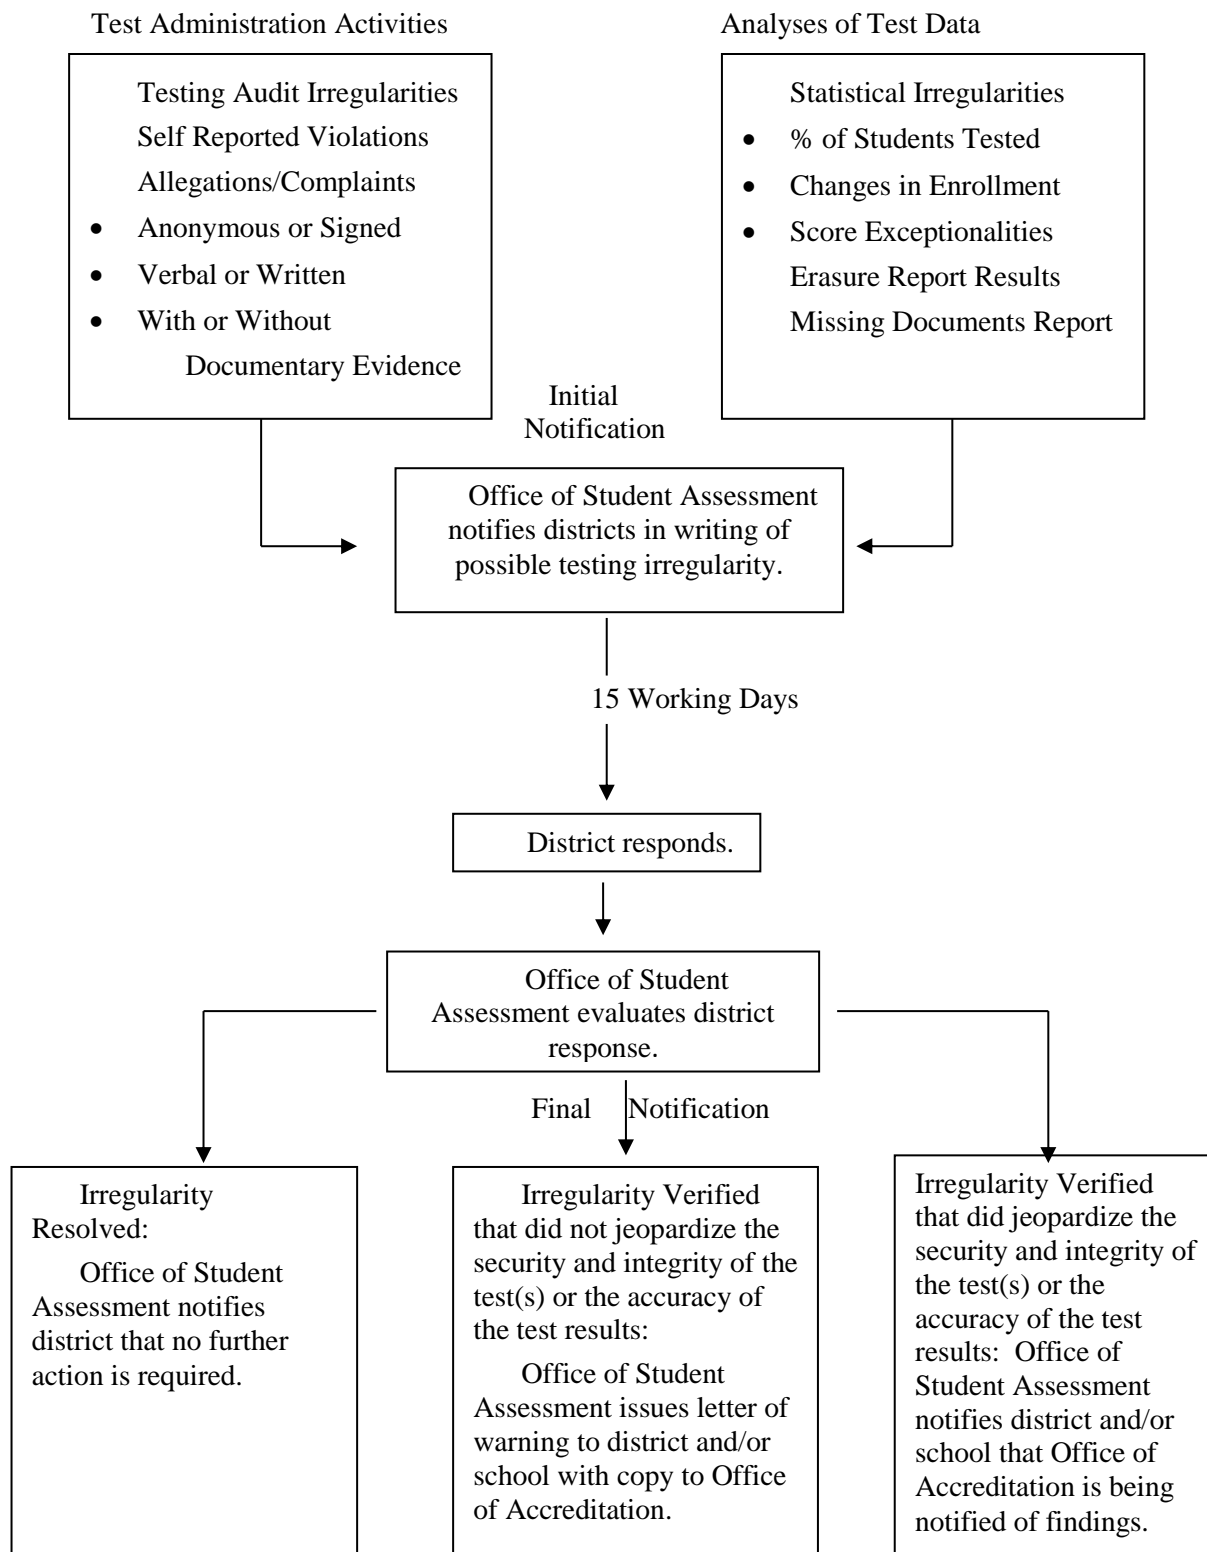 Test Administration Activities
Analyses of Test Data
Testing Audit Irregularities
Self Reported Violations
Allegations/Complaints
• Anonymous or Signed
• Verbal or Written
• With or Without
Documentary Evidence
Statistical Irregularities
• % of Students Tested
• Changes in Enrollment
• Score Exceptionalities
Erasure Report Results
Missing Documents Report
Initial
Notification
Office of Student Assessment
notifies districts in writing of
possible testing irregularity.
15 Working Days
District responds.
Office of Student
Assessment evaluates district
response.
Final Notification
Irregularity
Resolved:
Office of Student
Assessment notifies
district that no further
action is required.
Irregularity Verified
that did not jeopardize the
security and integrity of the
test(s) or the accuracy of
the test results:
Office of Student
Assessment issues letter of
warning to district and/or
school with copy to Office
of Accreditation.
Irregularity Verified
that did jeopardize the
security and integrity of
the test(s) or the
accuracy of the test
results:  Office of
Student Assessment
notifies district and/or
school that Office of
Accreditation is being
notified of findings.